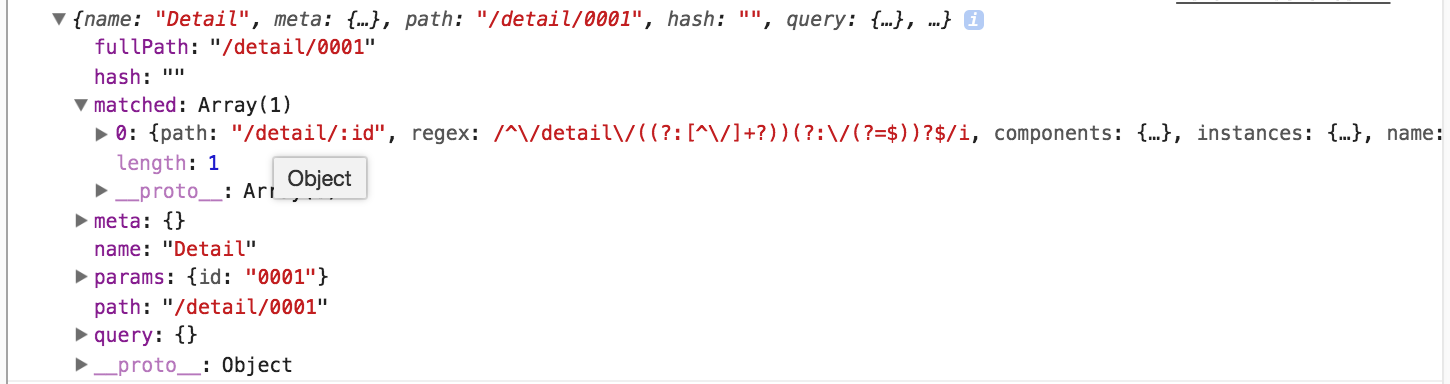 ▼{name: "Detail", meta: {…}, path: "/detail/0001", hash: "", query: {…}, …} i
fullPath: "/detail/0001"
hash: ""
▼matched: Array(1)
▶0: {path: "/detail/:id", regex: /^\/detail\/((?:[^\/]+?))(?:\/(?=$))?$/i, components: {…}, instances: {…}, name:
length: 1
Object
▶__proto__:
▶meta: {}
name: "Detail"
▶params: {id: "0001"}
path: "/detail/0001"
▶query: {}
▶__proto__: Object